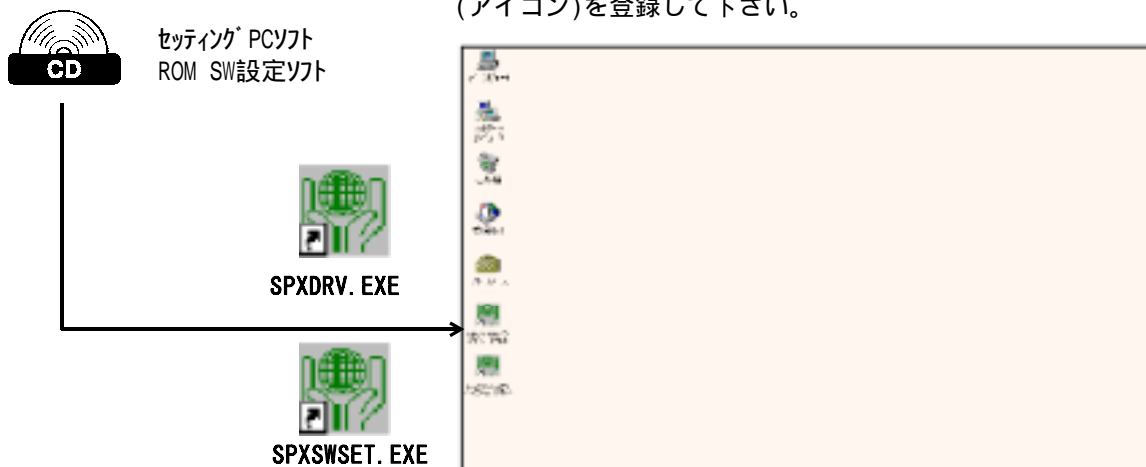 (アイコン)を登録して下さい。
ｾｯﾃｨﾝｸﾞPCｿﾌﾄ
ROM SW設定ｿﾌﾄ
CD
SPXDRV.EXE
SPXSWSET.EXE